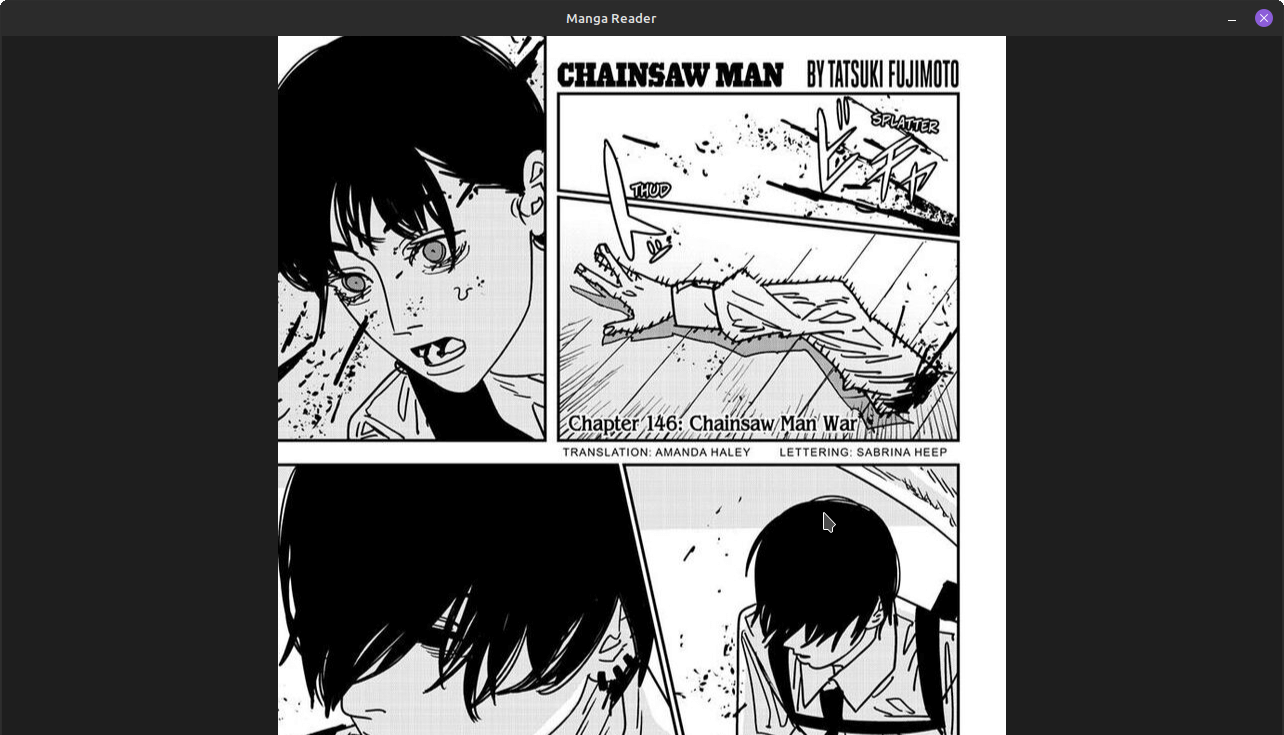 Manga Reader
CHAINSAW MAN BY TATSUKI FUJIMOTO
SPLATTER
ビチャ
THUD
Chapter 146: Chainsaw Man War
TRANSLATION: AMANDA HALEY LETTERING: SABRINA HEEP